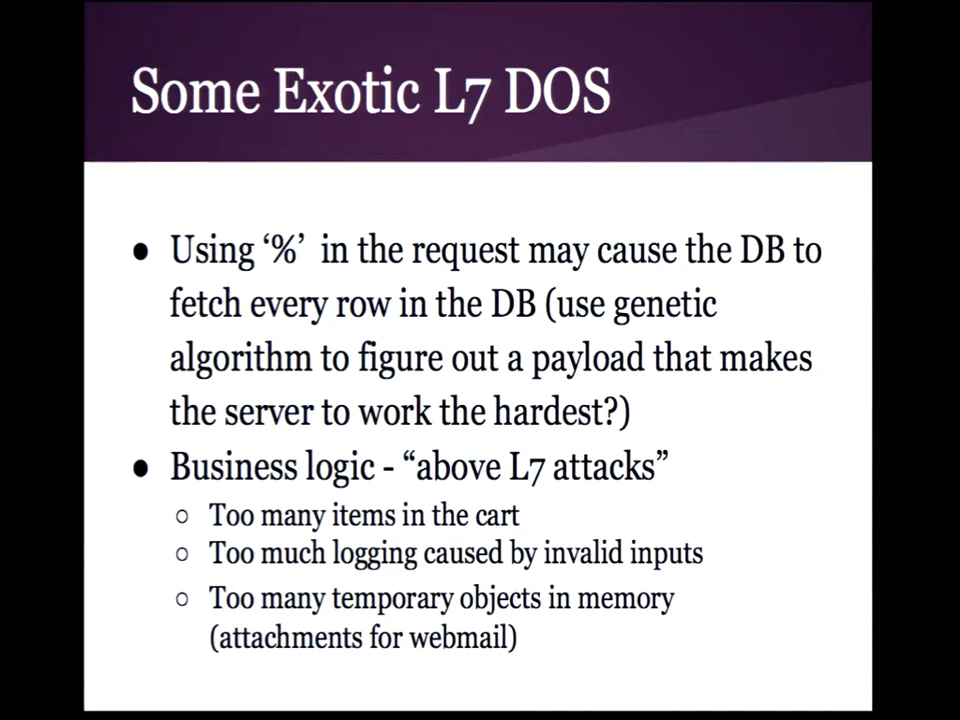 Some Exotic L7 DOS
● Using ‘%’ in the request may cause the DB to
fetch every row in the DB (use genetic
algorithm to figure out a payload that makes
the server to work the hardest?)
● Business logic - “above L7 attacks”
○ Too many items in the cart
○ Too much logging caused by invalid inputs
○ Too many temporary objects in memory
(attachments for webmail)